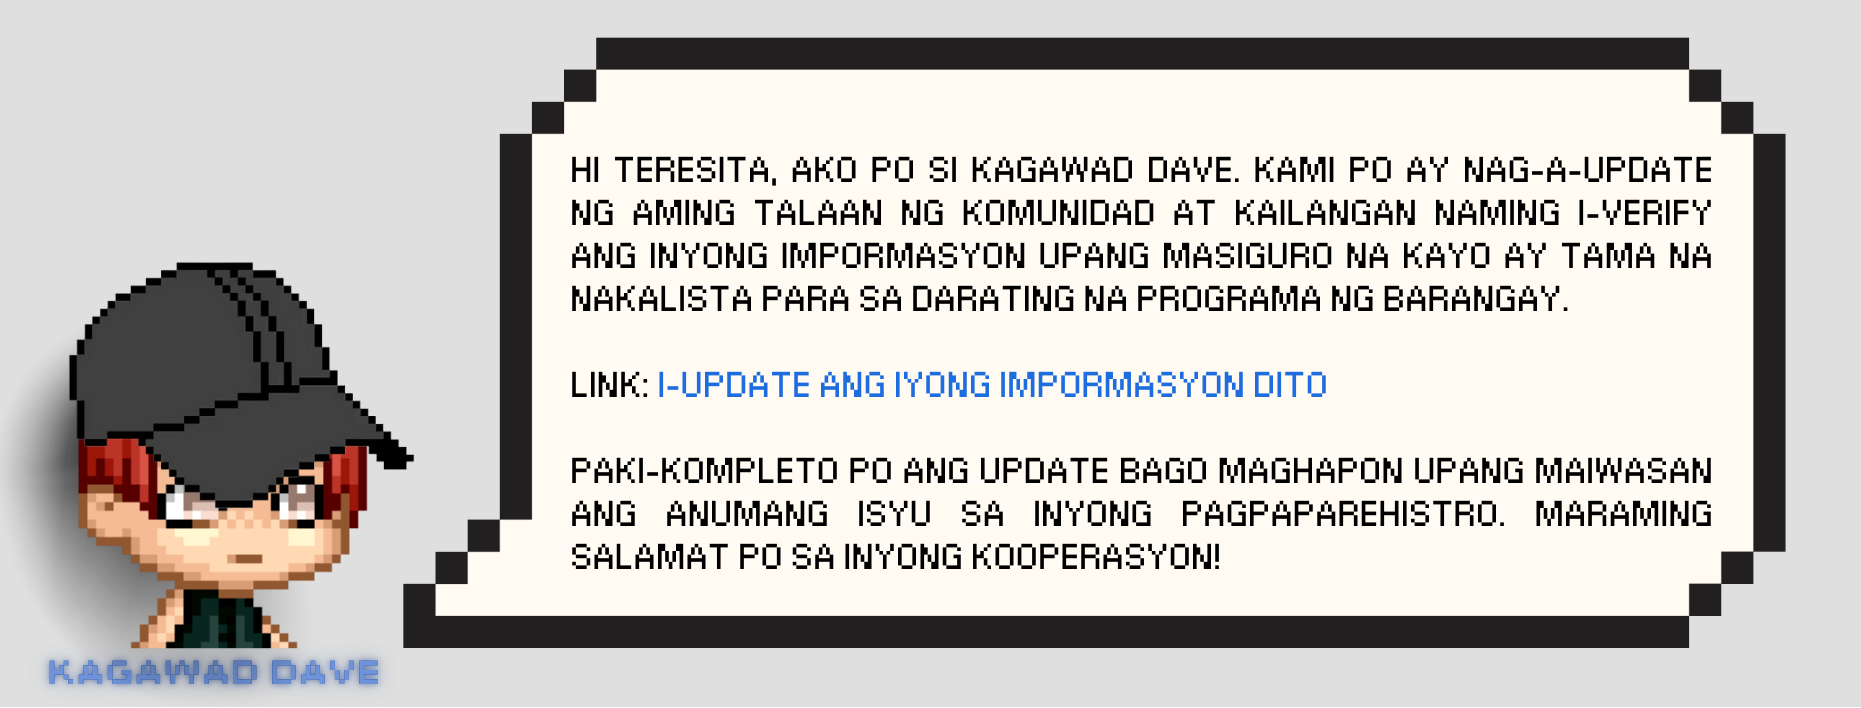 HI TERESITA, AKO PO SI KAGAWAD DAVE. KAMI PO AY NAG-A-UPDATE
NG AMING TALAAN NG KOMUNIDAD AT KAILANGAN NAMING I-VERIFY
ANG INYONG IMPORMASYON UPANG MASIGURO NA KAYO AY TAMA NA
NAKALISTA PARA SA DARATING NA PROGRAMA NG BARANGAY.
LINK: I-UPDATE ANG IYONG IMPORMASYON DITO
PAKI-KOMPLETO PO ANG UPDATE BAGO MAGHAPON UPANG MAIWASAN
ANG ANUMANG ISYU SA INYONG PAGPAPAREHISTRO. MARAMING
SALAMAT PO SA INYONG KOOPERASYON!
KAGAWAD DAVE